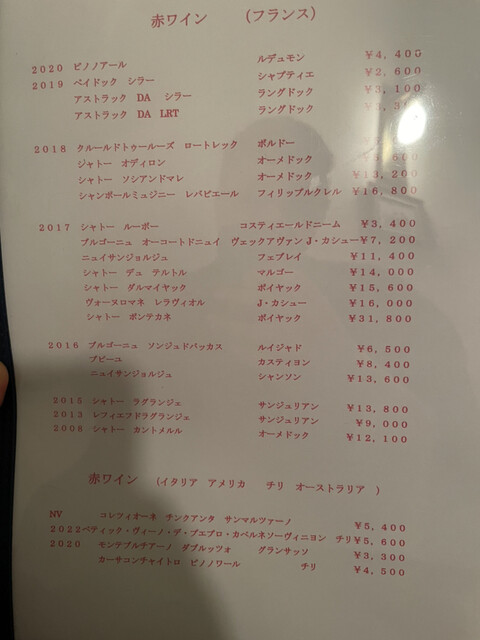 赤ワイン （フランス）
2020 ピノノアール ルデュモン ￥4,400
2019 ペイドック シラー シャプティエ ￥2,600
アストラック DA シラー ラングドック ￥3,100
アストラック DA LRT ラングドック
2018 クルールドトゥールーズ ロートレック ボルドー
ジャトー オディロン オーメドック
シャトー ソシアンドマレ オーメドック
シャンボールミュジニー レバビエール フィリップルクレル ￥16,800
2017 シャトー ルーボー コスティエールドニーム ￥3,400
ブルゴーニュ オーコートドニュイ ヴェックアヴァン J・カシュー￥7,200
ニュイサンジョルジュ フェブレイ ￥11,400
シャトー デュ テルトル マルゴー ￥14,000
シャトー ダルマイヤック ポイヤック ￥15,600
ヴォーヌロマネ レラヴィオル J・カシュー ￥16,000
シャトー ポンテカネ ポイヤック ￥31,800
2016 ブルゴーニュ ソンジュドバッカス ルイジャド ￥6,500
プピーユ カスティヨン ￥8,400
ニュイサンジョルジュ シャンソン ￥13,600
2015 シャトー ラグランジェ サンジュリアン ￥13,800
2013 レフィエフドラグランジェ サンジュリアン ￥9,000
2008 シャトー カントメルル オーメドック ￥12,100
赤ワイン （イタリア アメリカ チリ オーストラリア ）
NV コレツィオーネ チンクアンタ サンマルツァーノ ￥5,400
2022ペティック・ヴィーノ・デ・プエブロ・カベルネソーヴィニヨン チリ￥5,600
2020 モンテプルチアーノ ダブルッツォ グランサッソ ￥3,300
カーサコンチャイトロ ピノノワール チリ ￥4,500